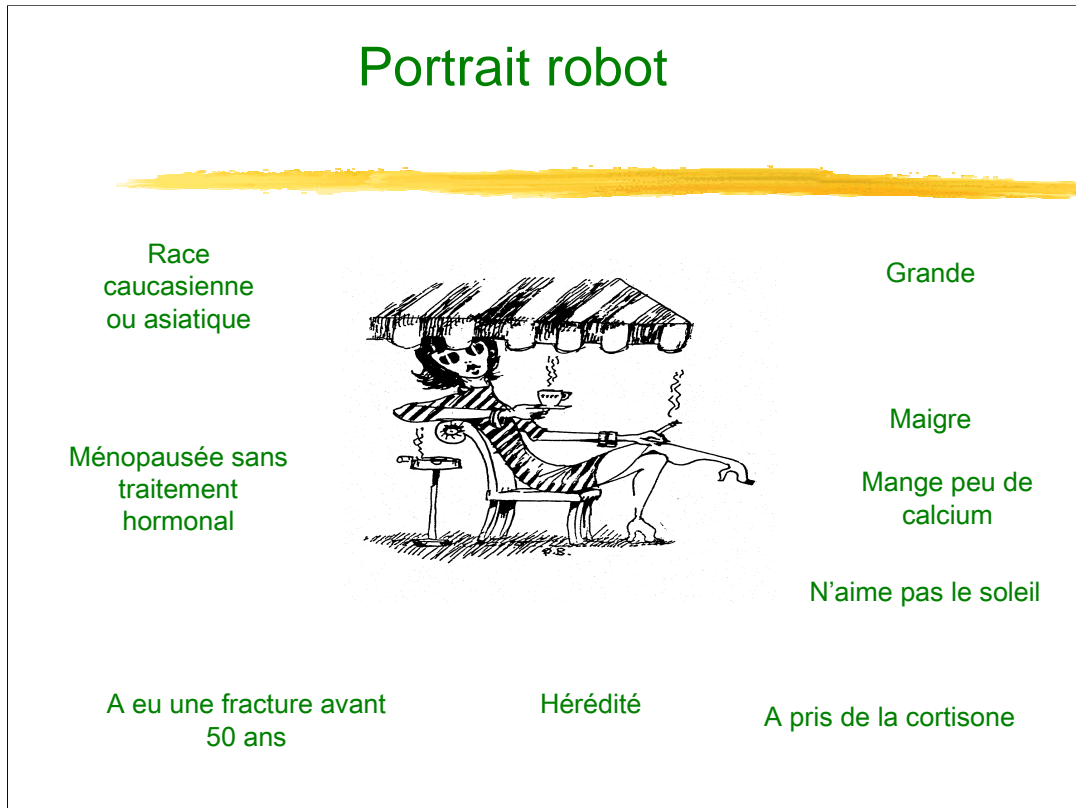 Portrait robot
Race
caucasienne
ou asiatique
Grande
Maigre
Ménopausée sans
traitement
hormonal
Mange peu de
calcium
N’aime pas le soleil
A eu une fracture avant
50 ans
Hérédité
A pris de la cortisone